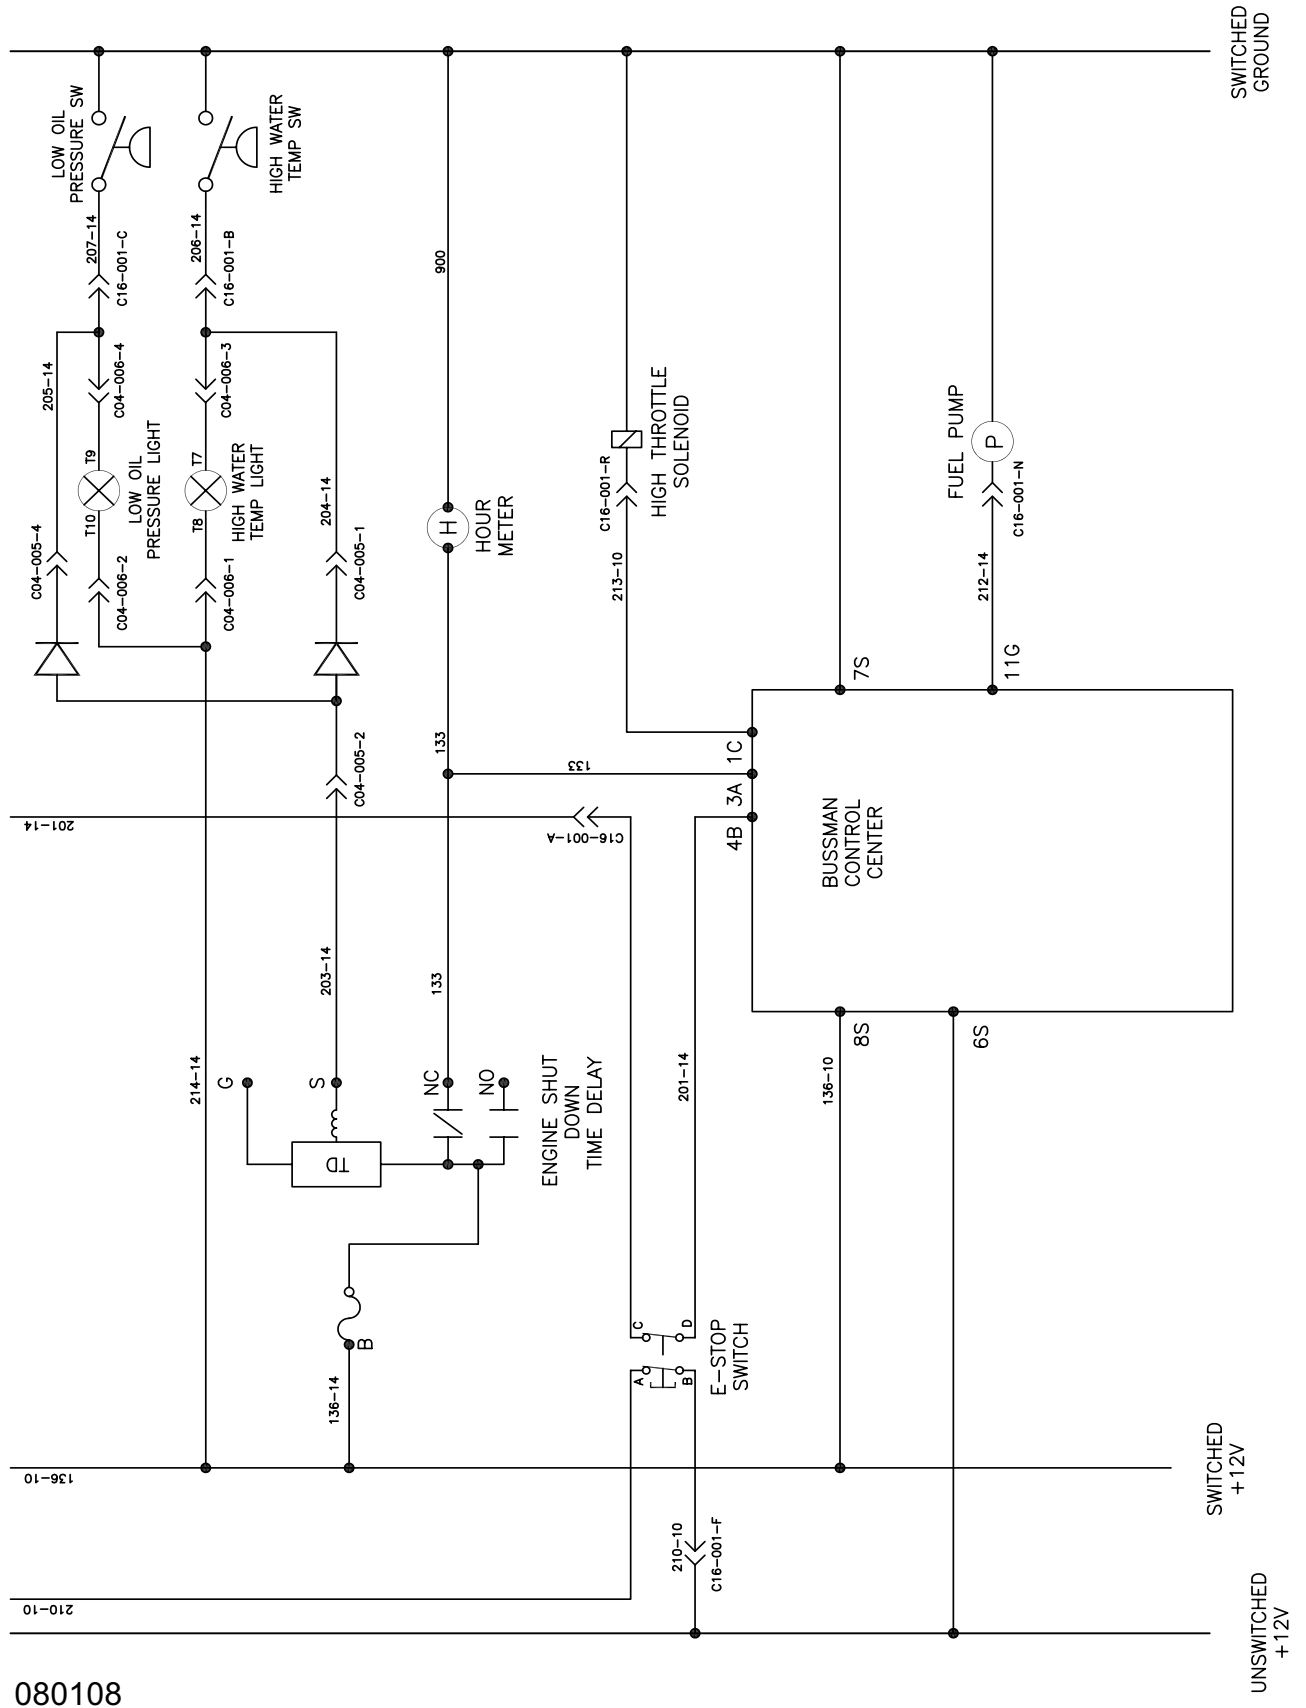 SWITCHED
GROUND
LOW OIL
PRESSURE SW
HIGH WATER
TEMP SW
207-14
C16-001-C
206-14
C16-001-B
900
205-14
C04-006-4
C04-006-3
T9
T10
LOW OIL
PRESSURE LIGHT
T7
T8
HIGH WATER
TEMP LIGHT
204-14
C04-005-4
C04-006-2
C04-006-1
C04-005-1
H
HOUR
METER
C16-001-R
HIGH THROTTLE
SOLENOID
213-10
FUEL PUMP
P
C16-001-N
212-14
7S
11G
C04-005-2
133
133
1C
3A
4B
201-14
C16-001-A
BUSSMAN
CONTROL
CENTER
203-14
133
214-14
G
S
NC
NO
TD
ENGINE SHUT
DOWN
TIME DELAY
201-14
136-10
8S
6S
B
136-14
A
B
C
D
E-STOP
SWITCH
136-10
SWITCHED
+12V
210-10
C16-001-F
210-10
UNSWITCHED
+12V
080108